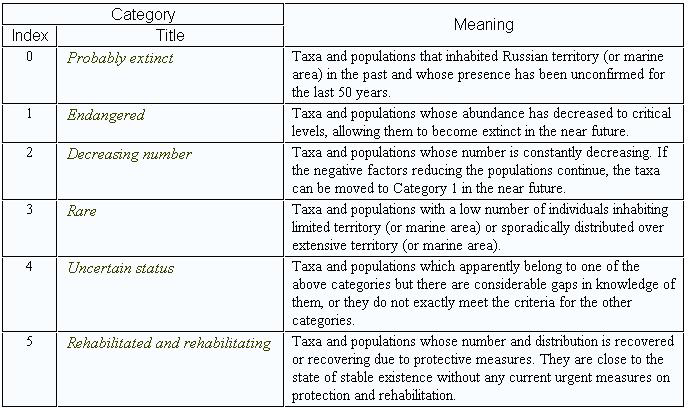 Category
Meaning
Index Title
0 Probably extinct Taxa and populations that inhabited Russian territory (or marine
area) in the past and whose presence has been unconfirmed for
the last 50 years.
1 Endangered Taxa and populations whose abundance has decreased to critical
levels, allowing them to become extinct in the near future.
2 Decreasing number Taxa and populations whose number is constantly decreasing. If
the negative factors reducing the populations continue, the taxa
can be moved to Category 1 in the near future.
3 Rare Taxa and populations with a low number of individuals inhabiting
limited territory (or marine area) or sporadically distributed over
extensive territory (or marine area).
4 Uncertain status Taxa and populations which apparently belong to one of the
above categories but there are considerable gaps in knowledge of
them, or they do not exactly meet the criteria for the other
categories.
5 Rehabilitated and rehabilitating Taxa and populations whose number and distribution is recovered
or recovering due to protective measures. They are close to the
state of stable existence without any current urgent measures on
protection and rehabilitation.